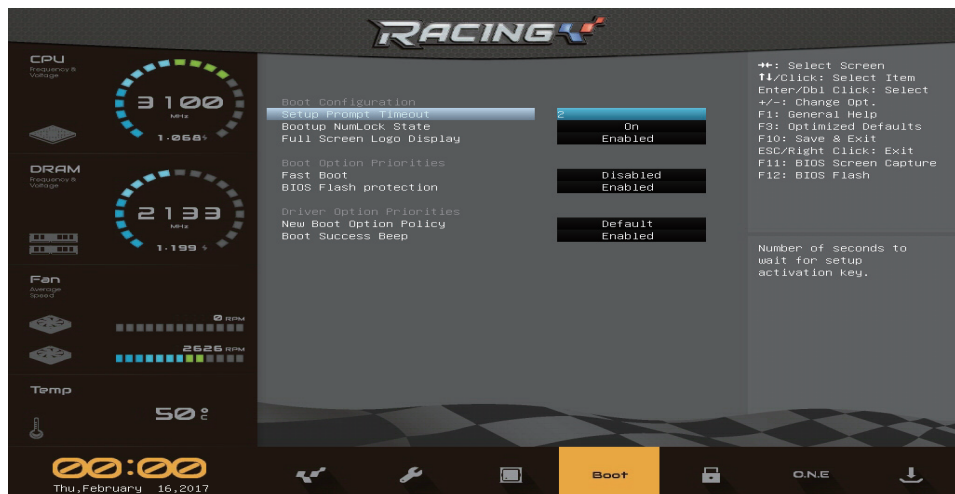 RACING
CPU
Frequency &
Voltage
3100
MHz
1.068 V
DRAM
Frequency &
Voltage
2133
MHz
1.199 V
Fan
Average
Speed
0 RPM
2626 RPM
Temp
50 °C
00:00
Thu,February 16,2017
Boot Configuration
Setup Prompt Timeout 2
Bootup NumLock State On
Full Screen Logo Display Enabled
Boot Option Priorities
Fast Boot Disabled
BIOS Flash protection Enabled
Driver Option Priorities
New Boot Option Policy Default
Boot Success Beep Enabled
→←: Select Screen
↑↓/Click: Select Item
Enter/Dbl Click: Select
+/-: Change Opt.
F1: General Help
F3: Optimized Defaults
F10: Save & Exit
ESC/Right Click: Exit
F11: BIOS Screen Capture
F12: BIOS Flash
Number of seconds to
wait for setup
activation key.
Boot
O.N.E